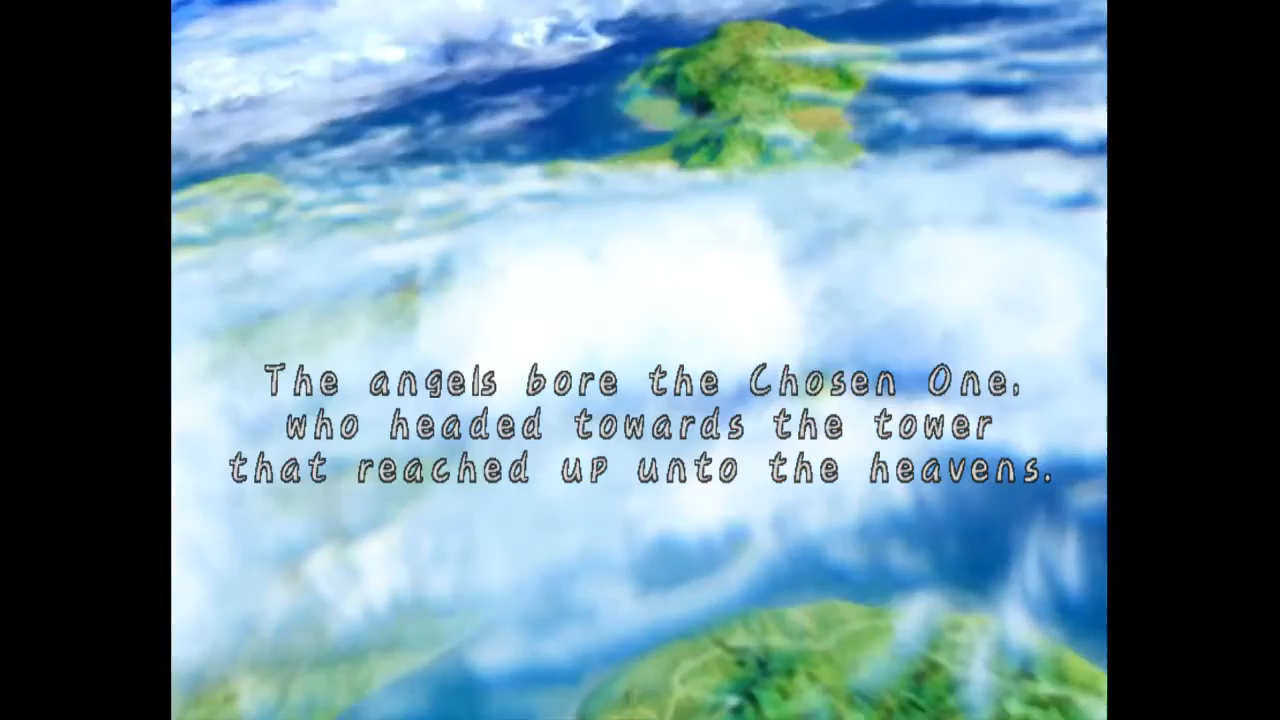 The angels bore the Chosen One,
who headed towards the tower
that reached up unto the heavens.